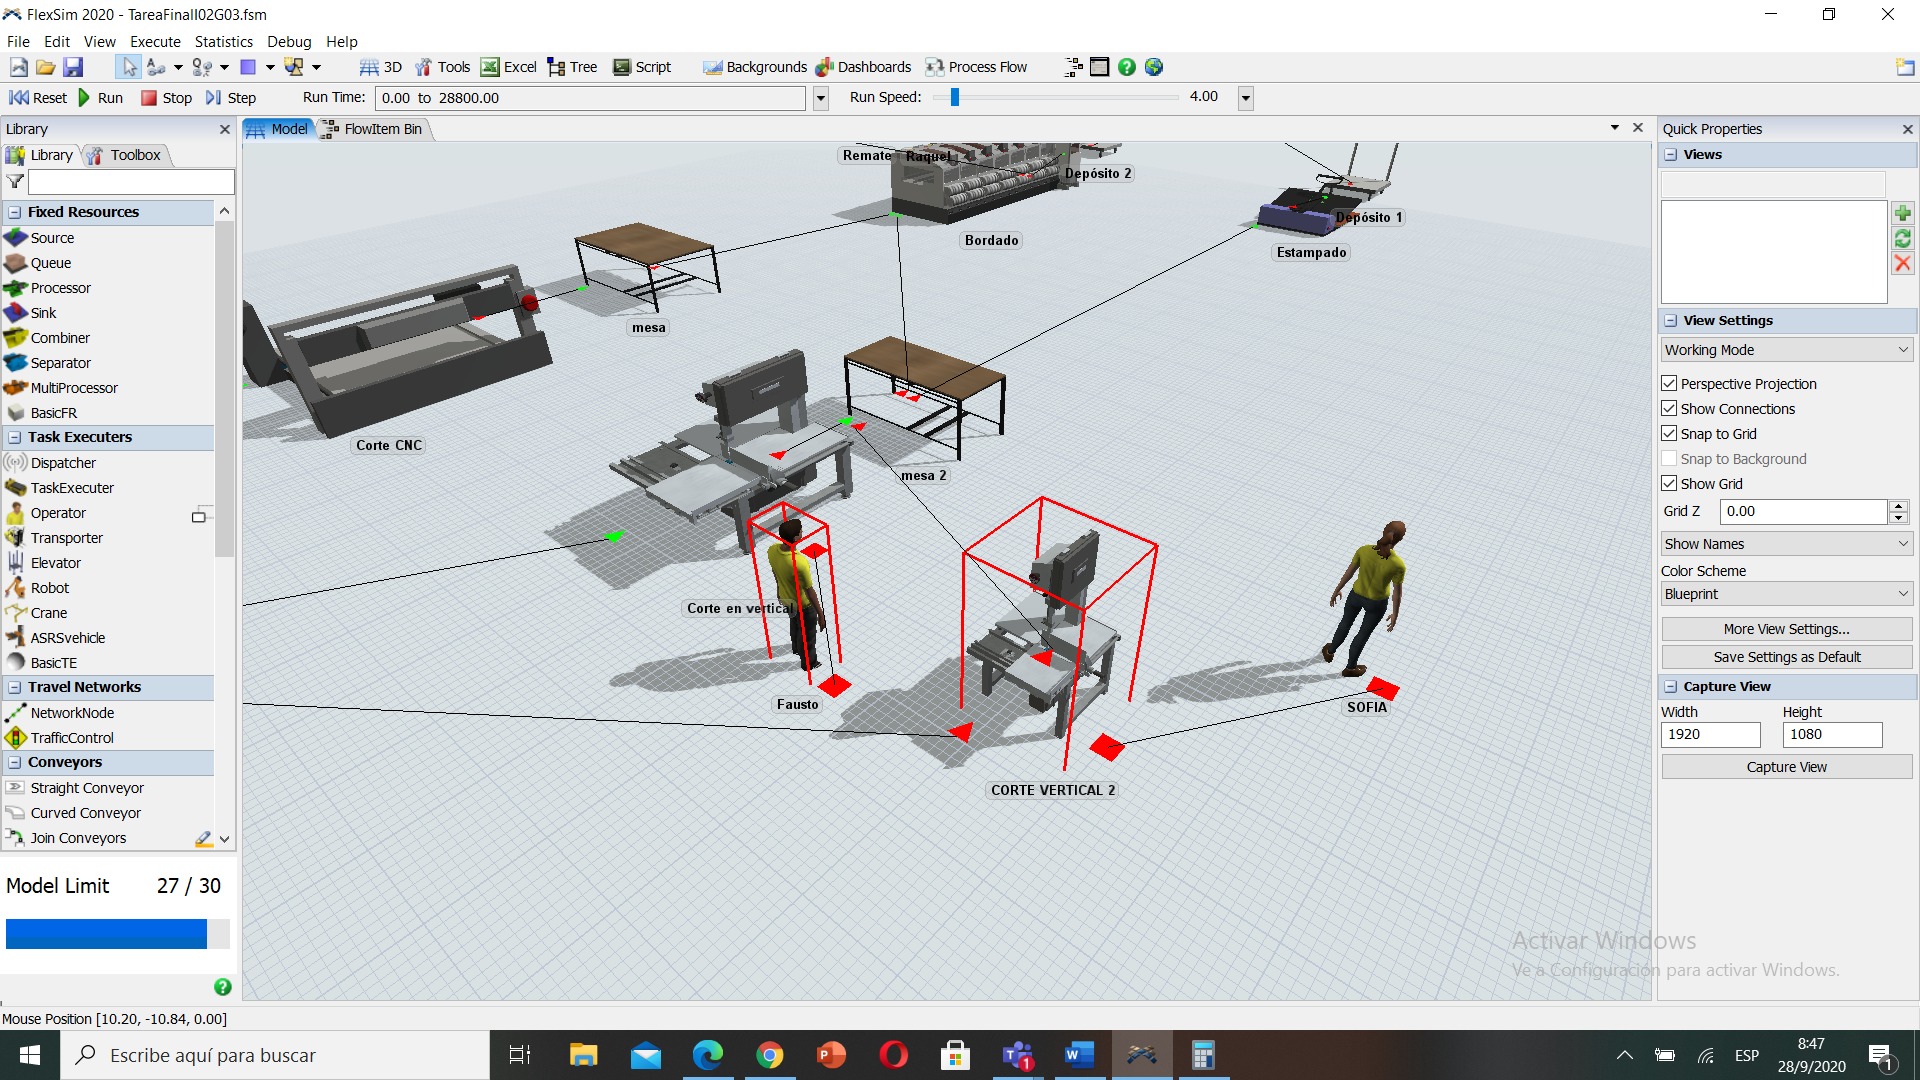 FlexSim 2020 - TareaFinalI02G03.fsm
File Edit View Execute Statistics Debug Help
3D Tools Excel Tree Script Backgrounds Dashboards Process Flow
Reset Run Stop Step Run Time: 0.00 to 28800.00 Run Speed: 4.00
Library
Library Toolbox
Fixed Resources
Source
Queue
Processor
Sink
Combiner
Separator
MultiProcessor
BasicFR
Task Executers
Dispatcher
TaskExecuter
Operator
Transporter
Elevator
Robot
Crane
ASRSvehicle
BasicTE
Travel Networks
NetworkNode
TrafficControl
Conveyors
Straight Conveyor
Curved Conveyor
Join Conveyors
Model Limit 27 / 30
Model FlowItem Bin
Remate Raquel
Depósito 2
Depósito 1
Bordado
Estampado
mesa
Corte CNC
mesa 2
Corte en vertical
Fausto
SOFIA
CORTE VERTICAL 2
Quick Properties
Views
View Settings
Working Mode
Perspective Projection
Show Connections
Snap to Grid
Snap to Background
Show Grid
Grid Z 0.00
Show Names
Color Scheme
Blueprint
More View Settings...
Save Settings as Default
Capture View
Width Height
1920 1080
Capture View
Activar Windows
Ve a Configuración para activar Windows.
Mouse Position [10.20, -10.84, 0.00]
Escribe aquí para buscar
ESP
8:47
28/9/2020
1
1